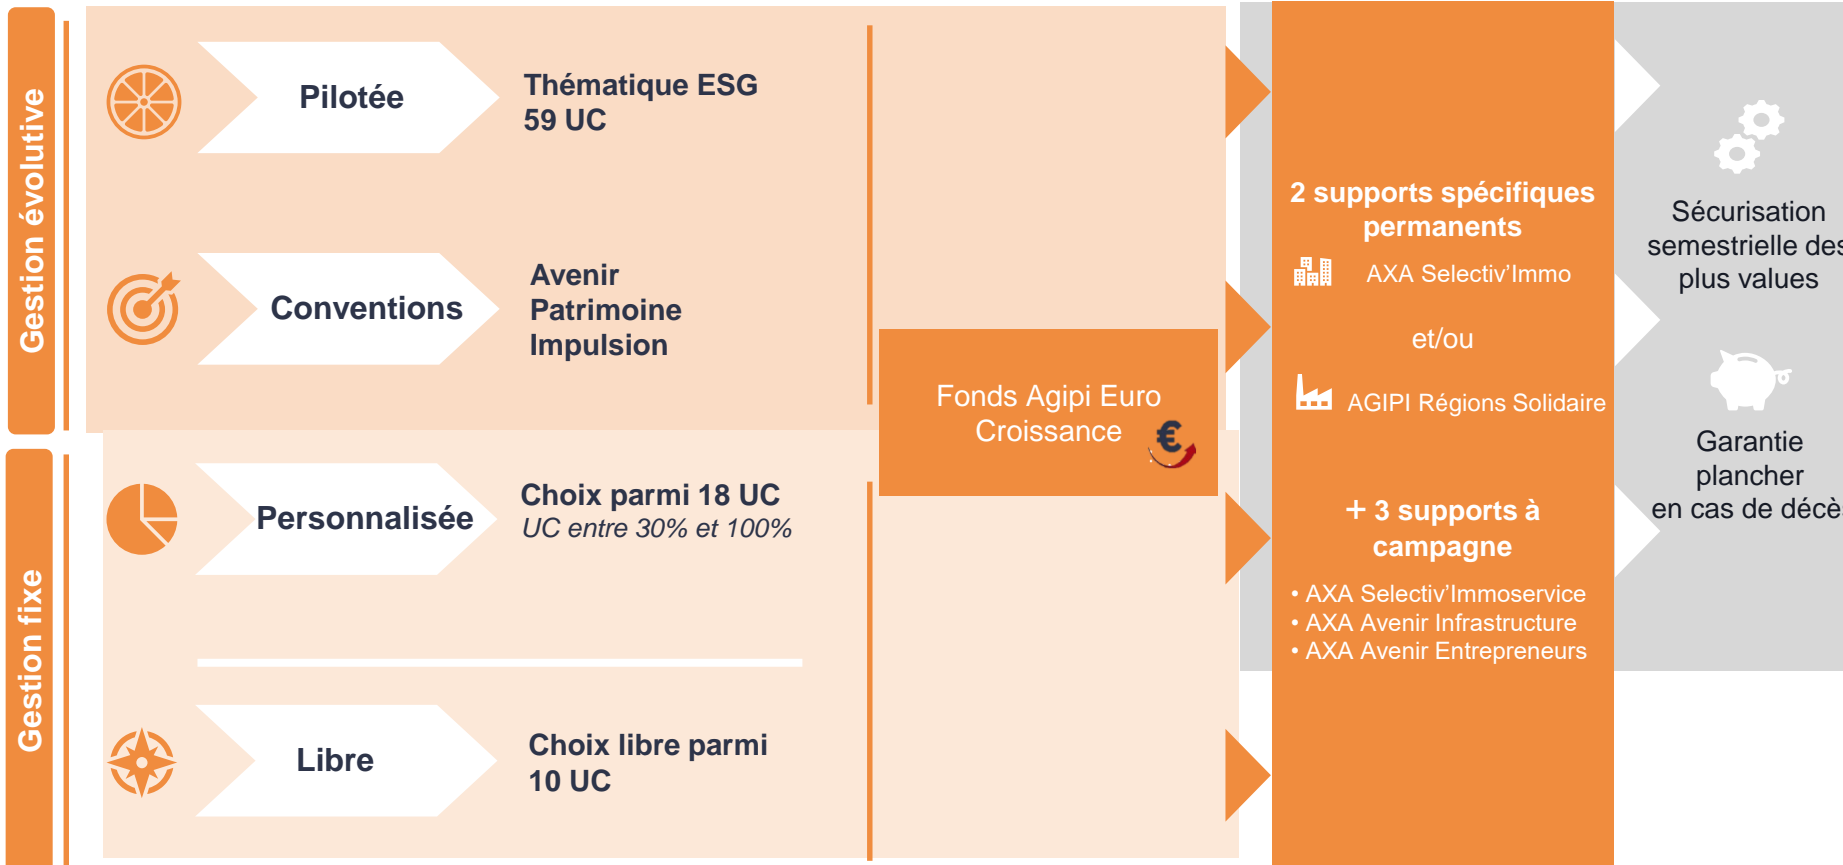 Gestion évolutive
Pilotée
Thématique ESG
59 UC
Conventions
Avenir
Patrimoine
Impulsion
Gestion fixe
Personnalisée
Choix parmi 18 UC
UC entre 30% et 100%
Libre
Choix libre parmi
10 UC
Fonds Agipi Euro
Croissance
€
2 supports spécifiques
permanents
AXA Selectiv’Immo
et/ou
AGIPI Régions Solidaire
+ 3 supports à
campagne
• AXA Selectiv’Immoservice
• AXA Avenir Infrastructure
• AXA Avenir Entrepreneurs
Sécurisation
semestrielle des
plus values
Garantie
plancher
en cas de décès